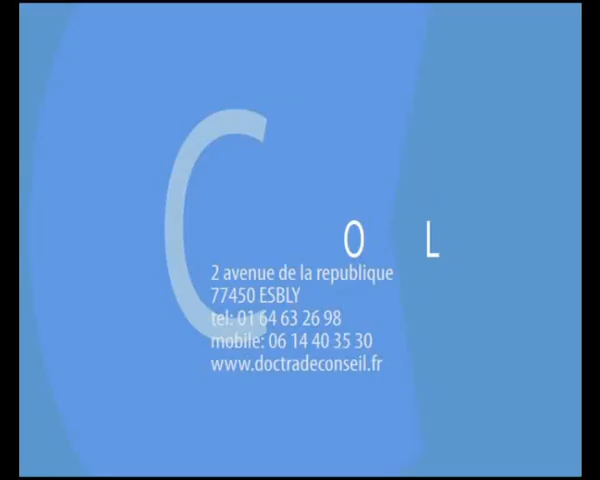 C O L
2 avenue de la republique
77450 ESBLY
tel: 01 64 63 26 98
mobile: 06 14 40 35 30
www.doctradeconseil.fr